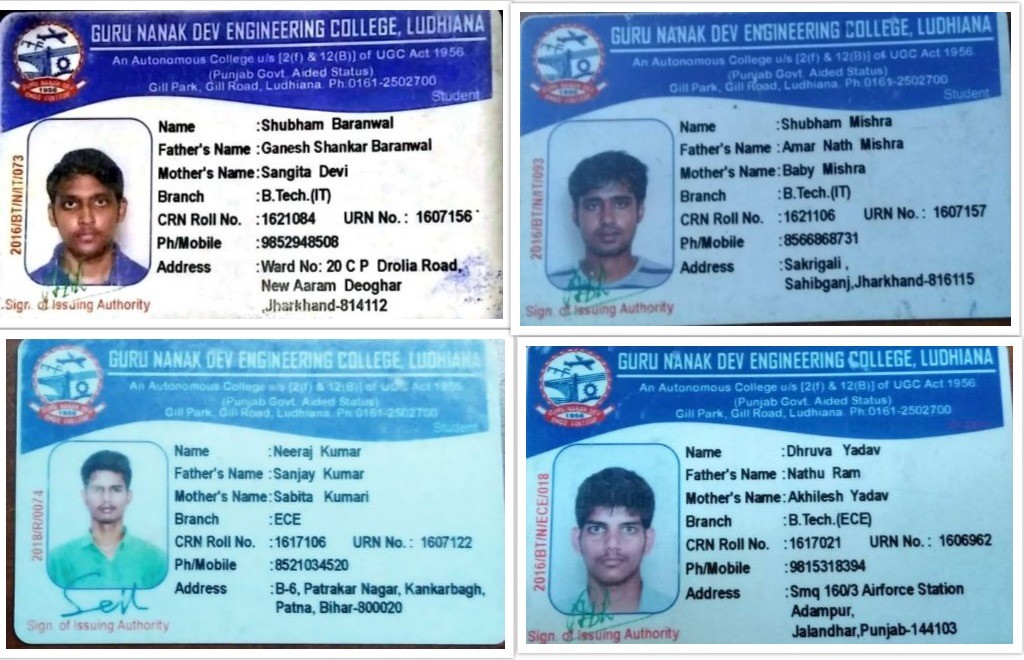 GURU NANAK DEV ENGINEERING COLLEGE, LUDHIANA
An Autonomous College u/s [2(f) & 12(B)] of UGC Act 1956
(Punjab Govt. Aided Status)
Gill Park, Gill Road, Ludhiana. Ph:0161-2502700
Student
1956
2016/BT/N/IT/073
Name :Shubham Baranwal
Father's Name :Ganesh Shankar Baranwal
Mother's Name:Sangita Devi
Branch :B.Tech.(IT)
CRN Roll No. :1621084 URN No.: 1607156
Ph/Mobile :9852948508
Address :Ward No: 20 C P Drolia Road,
New Aaram Deoghar
,Jharkhand-814112
Sign. of Issuing Authority
GURU NANAK DEV ENGINEERING COLLEGE, LUDHIANA
An Autonomous College u/s [2(f) & 12(B)] of UGC Act 1956.
(Punjab Govt. Aided Status)
Gill Park, Gill Road, Ludhiana. Ph:0161-2502700
Student
1956
2016/BT/N/IT/093
Name :Shubham Mishra
Father's Name :Amar Nath Mishra
Mother's Name:Baby Mishra
Branch :B.Tech.(IT)
CRN Roll No. :1621106 URN No.: 1607157
Ph/Mobile :8566868731
Address :Sakrigali ,
Sahibganj,Jharkhand-816115
Sign. of Issuing Authority
GURU NANAK DEV ENGINEERING COLLEGE, LUDHIANA
An Autonomous College u/s [2(f) & 12(B)] of UGC Act 1956
(Punjab Govt. Aided Status)
Gill Park, Gill Road, Ludhiana. Ph:0161-2502700
Student
1956
2018/R/0074
Name :Neeraj Kumar
Father's Name :Sanjay Kumar
Mother's Name:Sabita Kumari
Branch :ECE
CRN Roll No. :1617106 URN No.: 1607122
Ph/Mobile :8521034520
Address :B-6, Patrakar Nagar, Kankarbagh,
Patna, Bihar-800020
Sign. of Issuing Authority
GURU NANAK DEV ENGINEERING COLLEGE, LUDHIANA
An Autonomous College u/s [2(f) & 12(B)] of UGC Act 1956.
(Punjab Govt. Aided Status)
Gill Park, Gill Road, Ludhiana. Ph:0161-2502700
1956
2016/BT/N/ECE/018
Name :Dhruva Yadav
Father's Name :Nathu Ram
Mother's Name:Akhilesh Yadav
Branch :B.Tech.(ECE)
CRN Roll No. :1617021 URN No.: 1606962
Ph/Mobile :9815318394
Address :Smq 160/3 Airforce Station
Adampur,
Jalandhar,Punjab-144103
Sign. of Issuing Authority